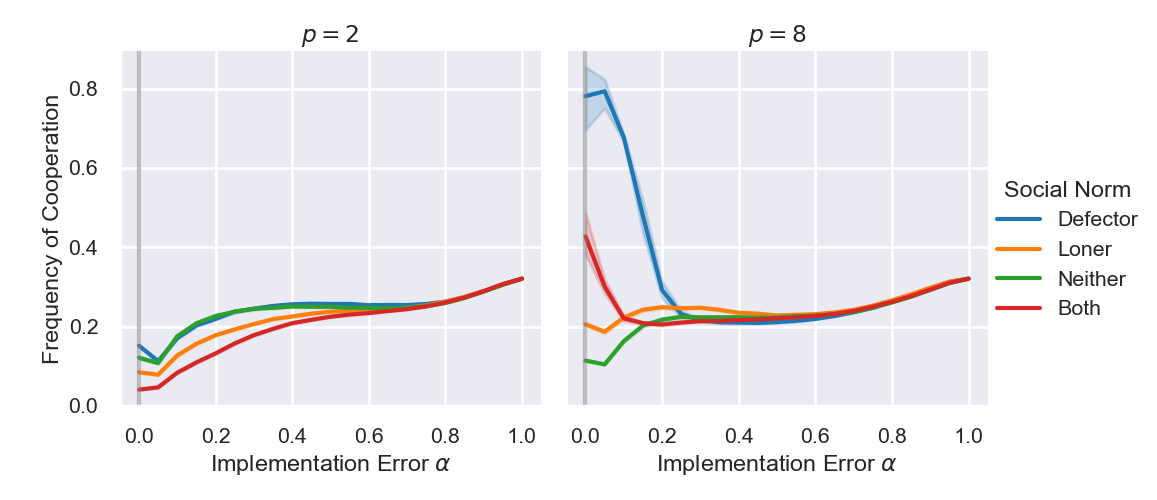 p = 2
p = 8
Frequency of Cooperation
0.8
0.6
0.4
0.2
0.0
0.0 0.2 0.4 0.6 0.8 1.0
0.0 0.2 0.4 0.6 0.8 1.0
Implementation Error α
Implementation Error α
Social Norm
Defector
Loner
Neither
Both